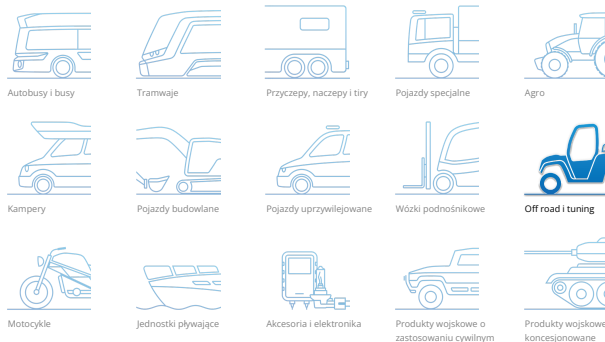 Autobusy i busy
Tramwaje
Przyczepy, naczepy i tiry
Pojazdy specjalne
Agro
Kampery
Pojazdy budowlane
Pojazdy uprzywilejowane
Wózki podnośnikowe
Off road i tuning
Motocykle
Jednostki pływające
Akcesoria i elektronika
Produkty wojskowe o
zastosowaniu cywilnym
Produkty wojskowe
koncesjonowane